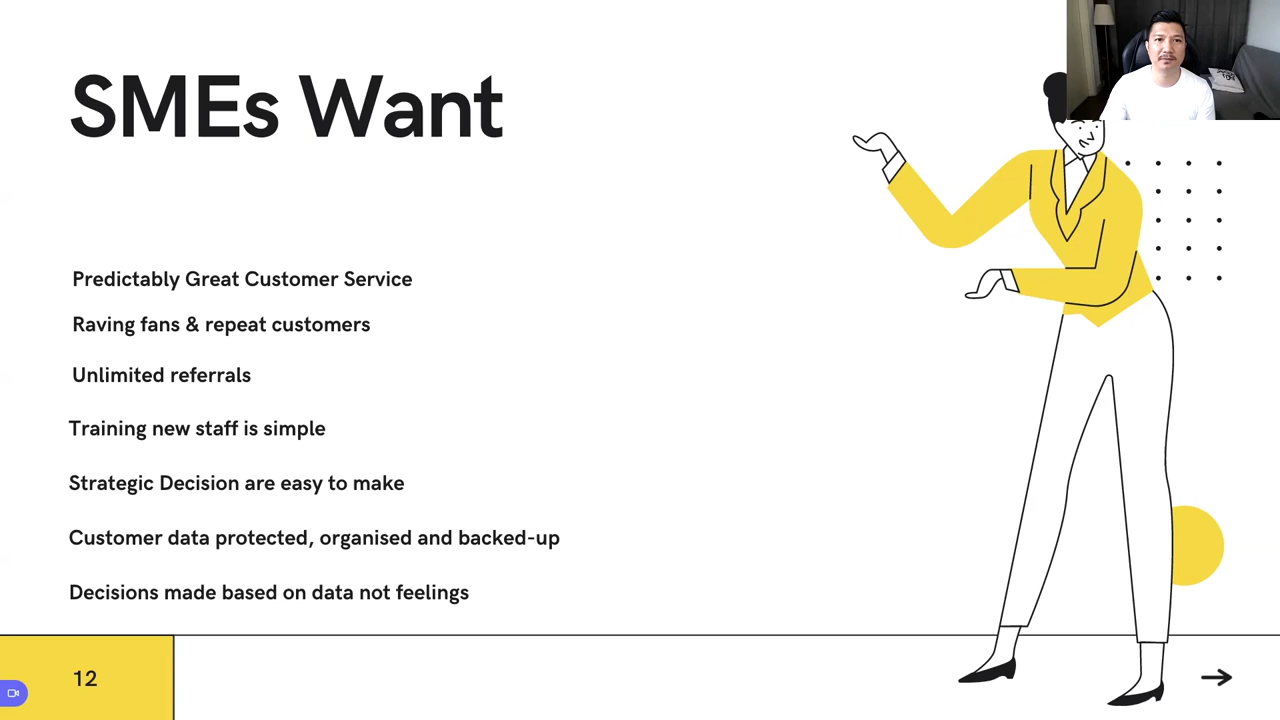 SMEs Want
Predictably Great Customer Service
Raving fans & repeat customers
Unlimited referrals
Training new staff is simple
Strategic Decision are easy to make
Customer data protected, organised and backed-up
Decisions made based on data not feelings
12